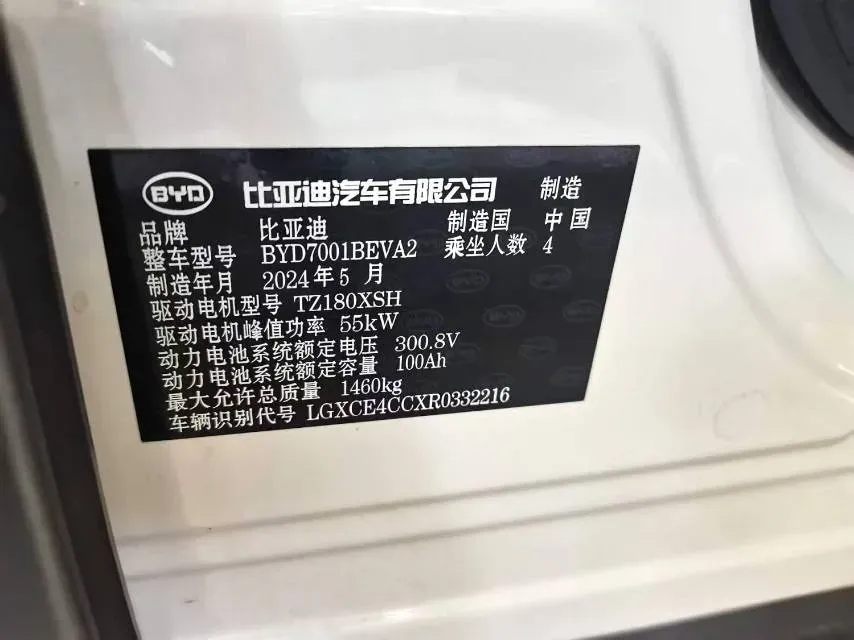 BYD 比亚迪汽车有限公司 制造
品牌 比亚迪 制造国 中国
整车型号 BYD7001BEVA2 乘坐人数 4
制造年月 2024年5月
驱动电机型号 TZ180XSH
驱动电机峰值功率 55kW
动力电池系统额定电压 300.8V
动力电池系统额定容量 100Ah
最大允许总质量 1460kg
车辆识别代号 LGXCE4CCXR0332216